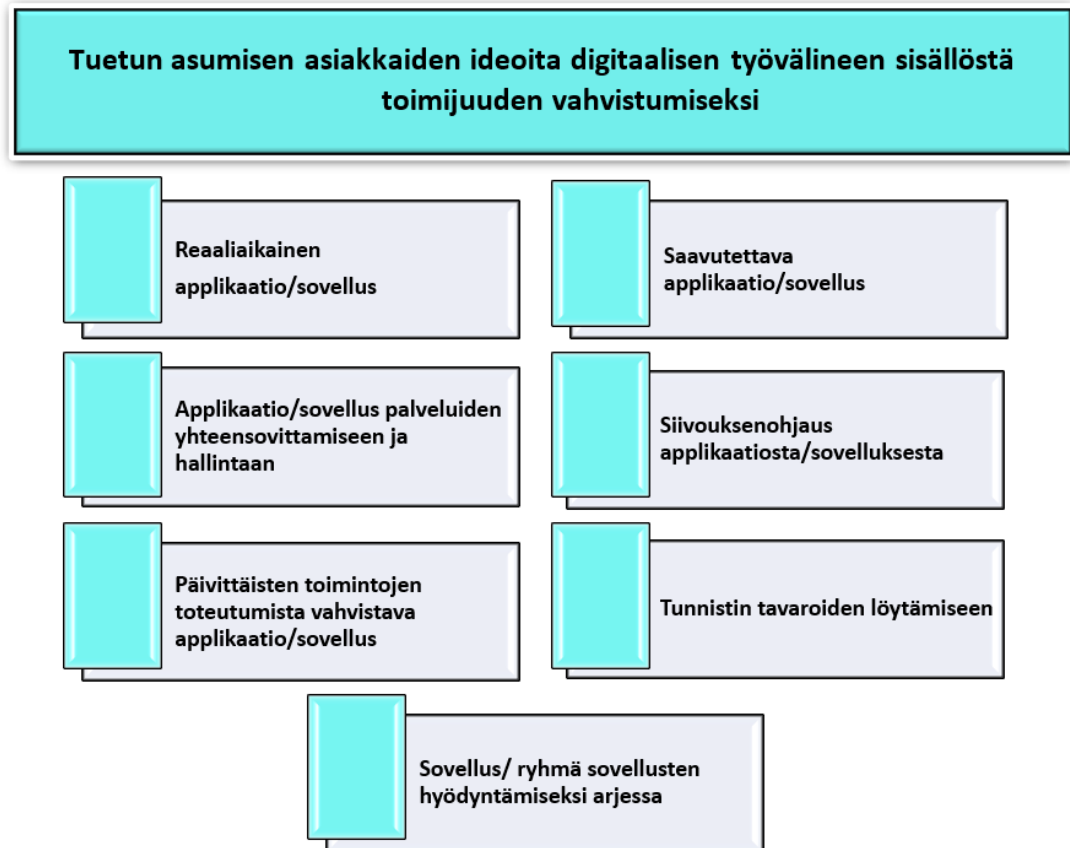 Tuetun asumisen asiakkaiden ideoita digitaalisen työvälineen sisällöstä
toimijuuden vahvistumiseksi
Reaaliaikainen
applikaatio/sovellus
Saavutettava
applikaatio/sovellus
Applikaatio/sovellus palveluiden
yhteensovittamiseen ja
hallintaan
Siivouksenohjaus
applikaatiosta/sovelluksesta
Päivittäisten toimintojen
toteutumista vahvistava
applikaatio/sovellus
Tunnistin tavaroiden löytämiseen
Sovellus/ ryhmä sovellusten
hyödyntämiseksi arjessa